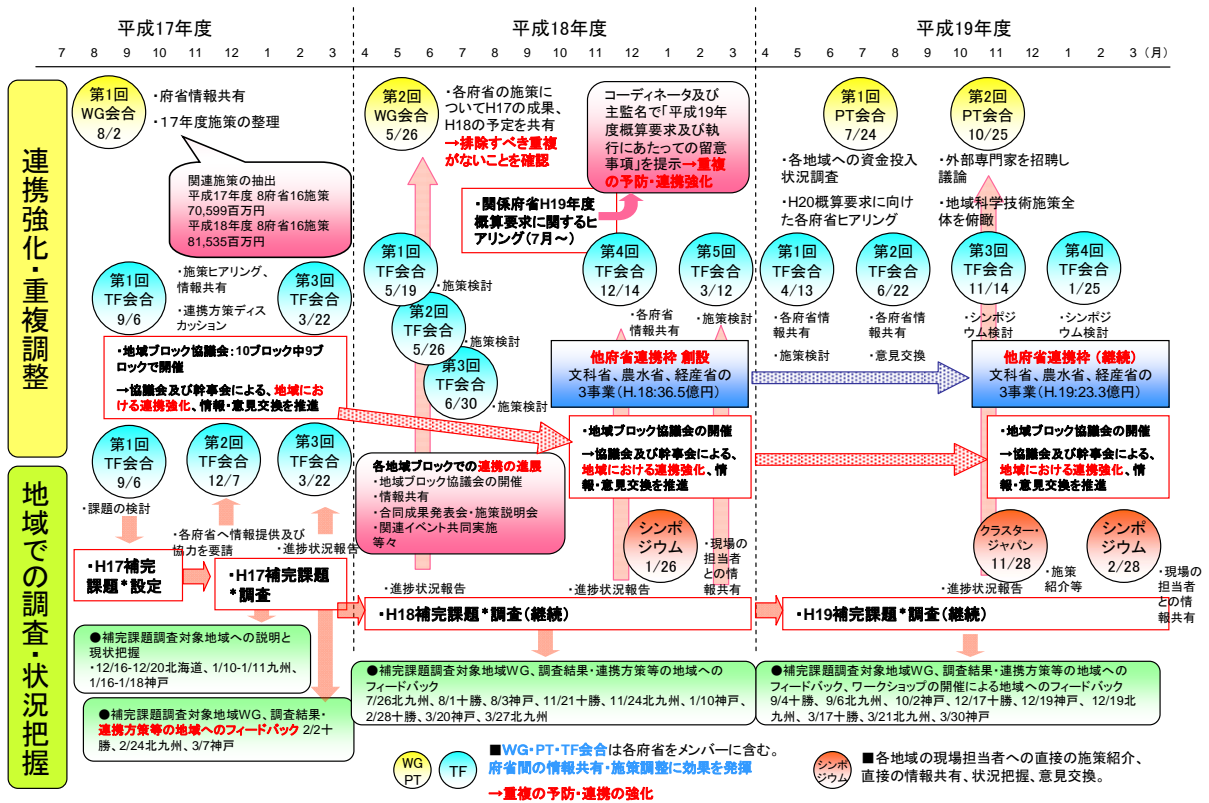 平成17年度
平成18年度
平成19年度
7 8 9 10 11 12 1 2 3 4 5 6 7 8 9 10 11 12 1 2 3 4 5 6 7 8 9 10 11 12 1 2 3 (月)
連携強化・重複調整
第1回
WG会合
8/2
・府省情報共有
・17年度施策の整理
関連施策の抽出
平成17年度 8府省16施策
70,599百万円
平成18年度 8府省16施策
81,535百万円
第1回
TF会合
9/6
・施策ヒアリング、
情報共有
・連携方策ディス
カッション
第3回
TF会合
3/22
・地域ブロック協議会:10ブロック中9ブ
ロックで開催
→協議会及び幹事会による、地域にお
ける連携強化、情報・意見交換を推進
第2回
WG会合
5/26
・各府省の施策に
ついてH17の成果、
H18の予定を共有
→排除すべき重複
がないことを確認
コーディネータ及び
主監名で「平成19年
度概算要求及び執
行にあたっての留意
事項」を提示→重複
の予防・連携強化
・関係府省H19年度
概算要求に関するヒ
アリング(7月~)
第1回
TF会合
5/19
・施策検討
第2回
TF会合
5/26
・施策検討
第3回
TF会合
6/30
・施策検討
第4回
TF会合
12/14
・各府省
情報共有
第5回
TF会合
3/12
・施策検討
他府省連携枠 創設
文科省、農水省、経産省の
3事業(H.18:36.5億円)
・地域ブロック協議会の開催
→協議会及び幹事会による、
地域における連携強化、情
報・意見交換を推進
第1回
PT会合
7/24
・各地域への資金投入
状況調査
・H20概算要求に向
けた各府省ヒアリング
第2回
PT会合
10/25
・外部専門家を招聘し
議論
・地域科学技術施策全
体を俯瞰
第1回
TF会合
4/13
・各府省情
報共有
・施策検討
第2回
TF会合
6/22
・各府省情
報共有
・意見交換
第3回
TF会合
11/14
・シンポジ
ウム検討
第4回
TF会合
1/25
・シンポジ
ウム検討
他府省連携枠 (継続)
文科省、農水省、経産省の
3事業(H.19:23.3億円)
・地域ブロック協議会の開催
→協議会及び幹事会による、
地域における連携強化、情
報・意見交換を推進
地域での調査・状況把握
第1回
TF会合
9/6
・課題の検討
第2回
TF会合
12/7
・各府省へ情報提供及び
協力を要請
第3回
TF会合
3/22
・進捗状況報告
・H17補完
課題*設定
・H17補完課題
*調査
各地域ブロックでの連携の進展
・地域ブロック協議会の開催
・情報共有
・合同成果発表会・施策説明会
・関連イベント共同実施
等々
・進捗状況報告
シンポ
ジウム
1/26
・進捗状況報告
・現場の
担当者
との情
報共有
・H18補完課題*調査(継続)
クラスター・
ジャパン
11/28
・進捗状況報告
・施策
紹介等
シンポ
ジウム
2/28
・現場の
担当者
との情
報共有
・H19補完課題*調査(継続)
●補完課題調査対象地域への説明と
現状把握
・12/16-12/20北海道、1/10-1/11九州、
1/16-1/18神戸
●補完課題調査対象地域WG、調査結果・
連携方策等の地域へのフィードバック 2/2十
勝、2/24北九州、3/7神戸
●補完課題調査対象地域WG、調査結果・連携方策等の地域への
フィードバック
7/26北九州、8/1十勝、8/3神戸、11/21十勝、11/24北九州、1/10神戸、
2/28十勝、3/20神戸、3/27北九州
●補完課題調査対象地域WG、調査結果・連携方策等の地域への
フィードバック、ワークショップの開催による地域へのフィードバック
9/4十勝、9/6北九州、10/2神戸、12/17十勝、12/19神戸、 12/19北
九州、3/17十勝、3/21北九州、3/30神戸
WG
PT
TF
■WG・PT・TF会合は各府省をメンバーに含む。
府省間の情報共有・施策調整に効果を発揮
→重複の予防・連携の強化
シンポ
ジウム
■各地域の現場担当者への直接の施策紹介、
直接の情報共有、状況把握、意見交換。